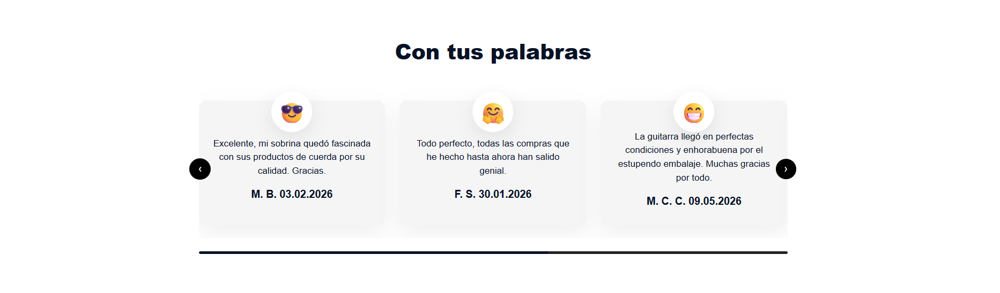 Con tus palabras
Excelente, mi sobrina quedó fascinada
con sus productos de cuerda por su
calidad. Gracias.
M. B. 03.02.2026
Todo perfecto, todas las compras que
he hecho hasta ahora han salido
genial.
F. S. 30.01.2026
La guitarra llegó en perfectas
condiciones y enhorabuena por el
estupendo embalaje. Muchas gracias
por todo.
M. C. C. 09.05.2026